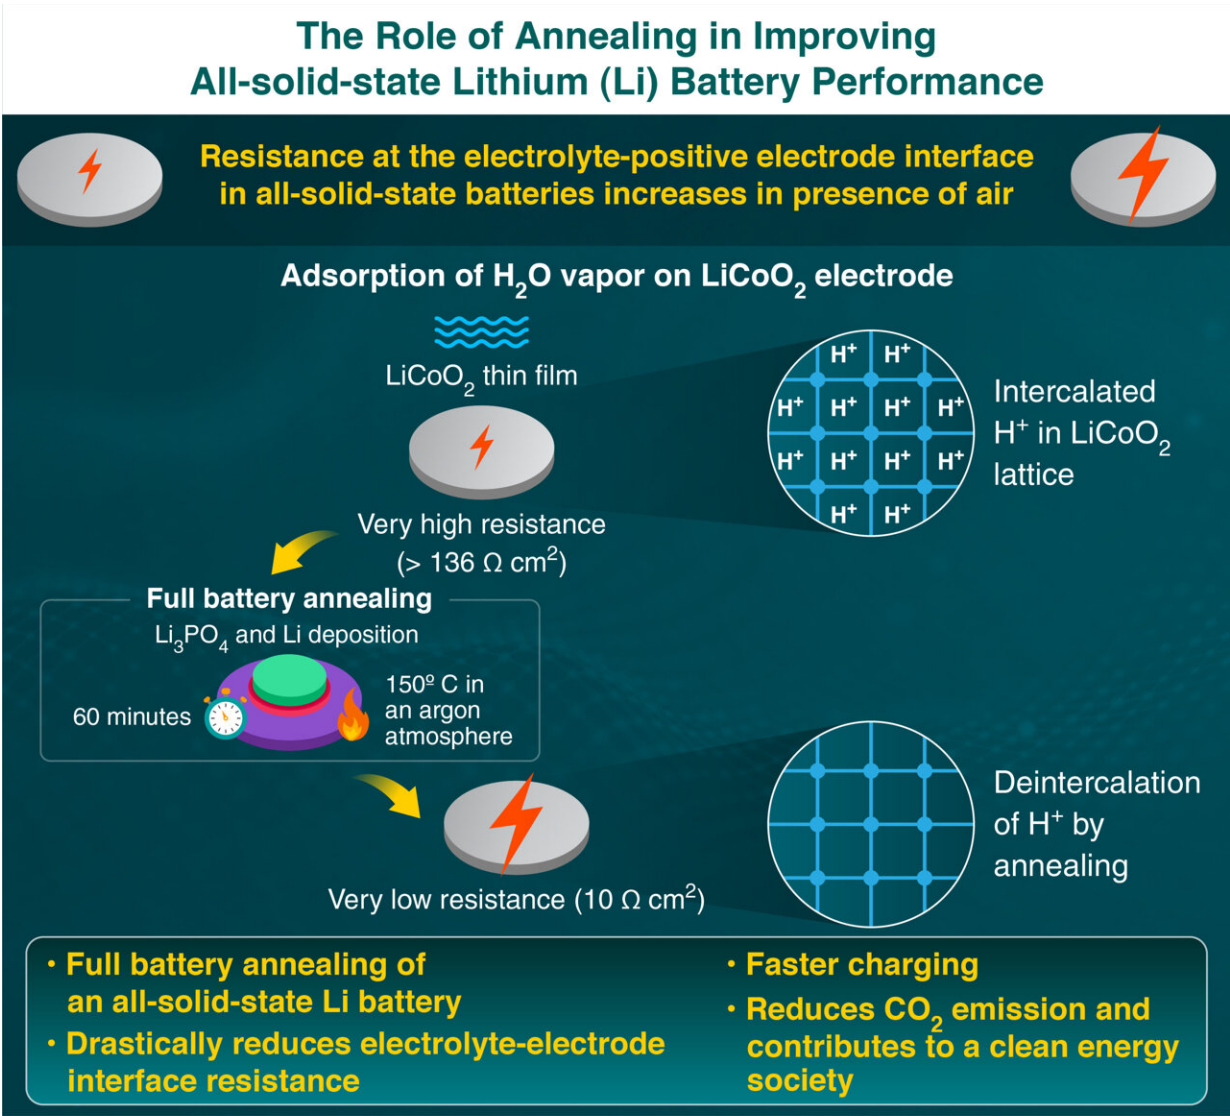 The Role of Annealing in Improving
All-solid-state Lithium (Li) Battery Performance
Resistance at the electrolyte-positive electrode interface
in all-solid-state batteries increases in presence of air
Adsorption of H₂O vapor on LiCoO₂ electrode
LiCoO₂ thin film
Very high resistance
(> 136 Ω cm²)
H⁺ H⁺
H⁺ H⁺ H⁺ H⁺
H⁺ H⁺ H⁺ H⁺
H⁺ H⁺
Intercalated
H⁺ in LiCoO₂
lattice
Full battery annealing
Li₃PO₄ and Li deposition
60 minutes
150º C in
an argon
atmosphere
Very low resistance (10 Ω cm²)
Deintercalation
of H⁺ by
annealing
• Full battery annealing of
an all-solid-state Li battery
• Drastically reduces electrolyte-electrode
interface resistance
• Faster charging
• Reduces CO₂ emission and
contributes to a clean energy
society